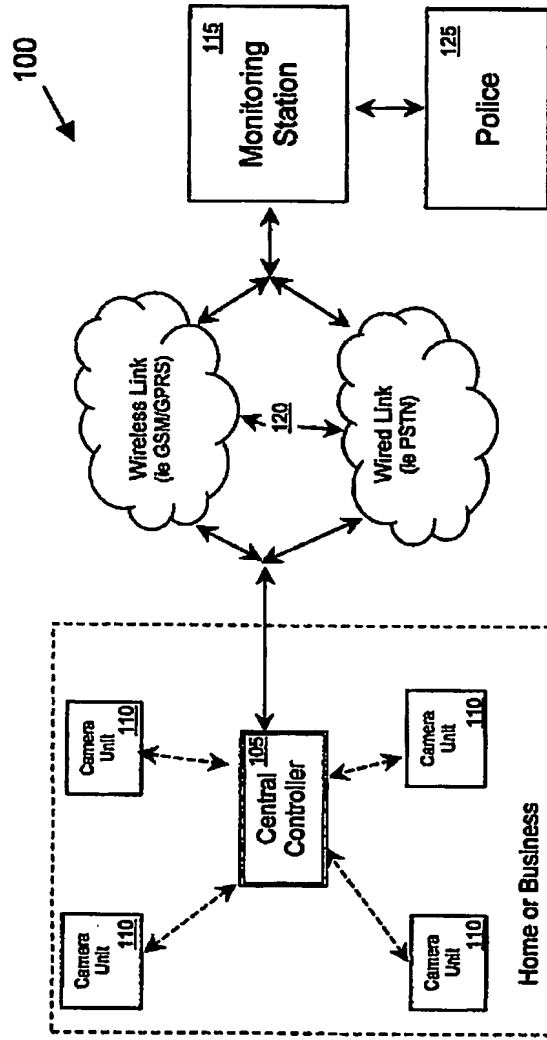 100
Camera
Unit
110
Camera
Unit
110
105
Central
Controller
Camera
Unit
110
Camera
Unit
110
Home or Business
Wireless Link
(ie GSM/GPRS)
120
Wired Link
(ie PSTN)
115
Monitoring
Station
125
Police